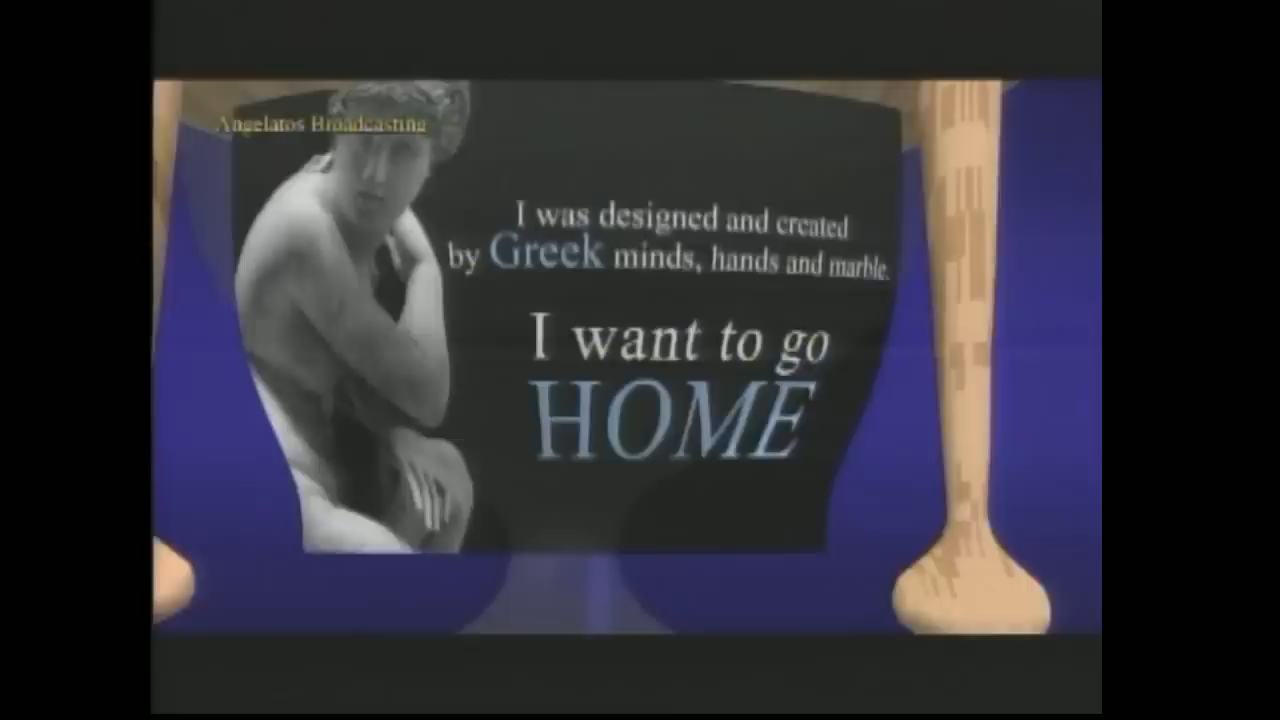 Angelatos Broadcasting
I was designed and created
by Greek minds, hands and marble.
I want to go
HOME